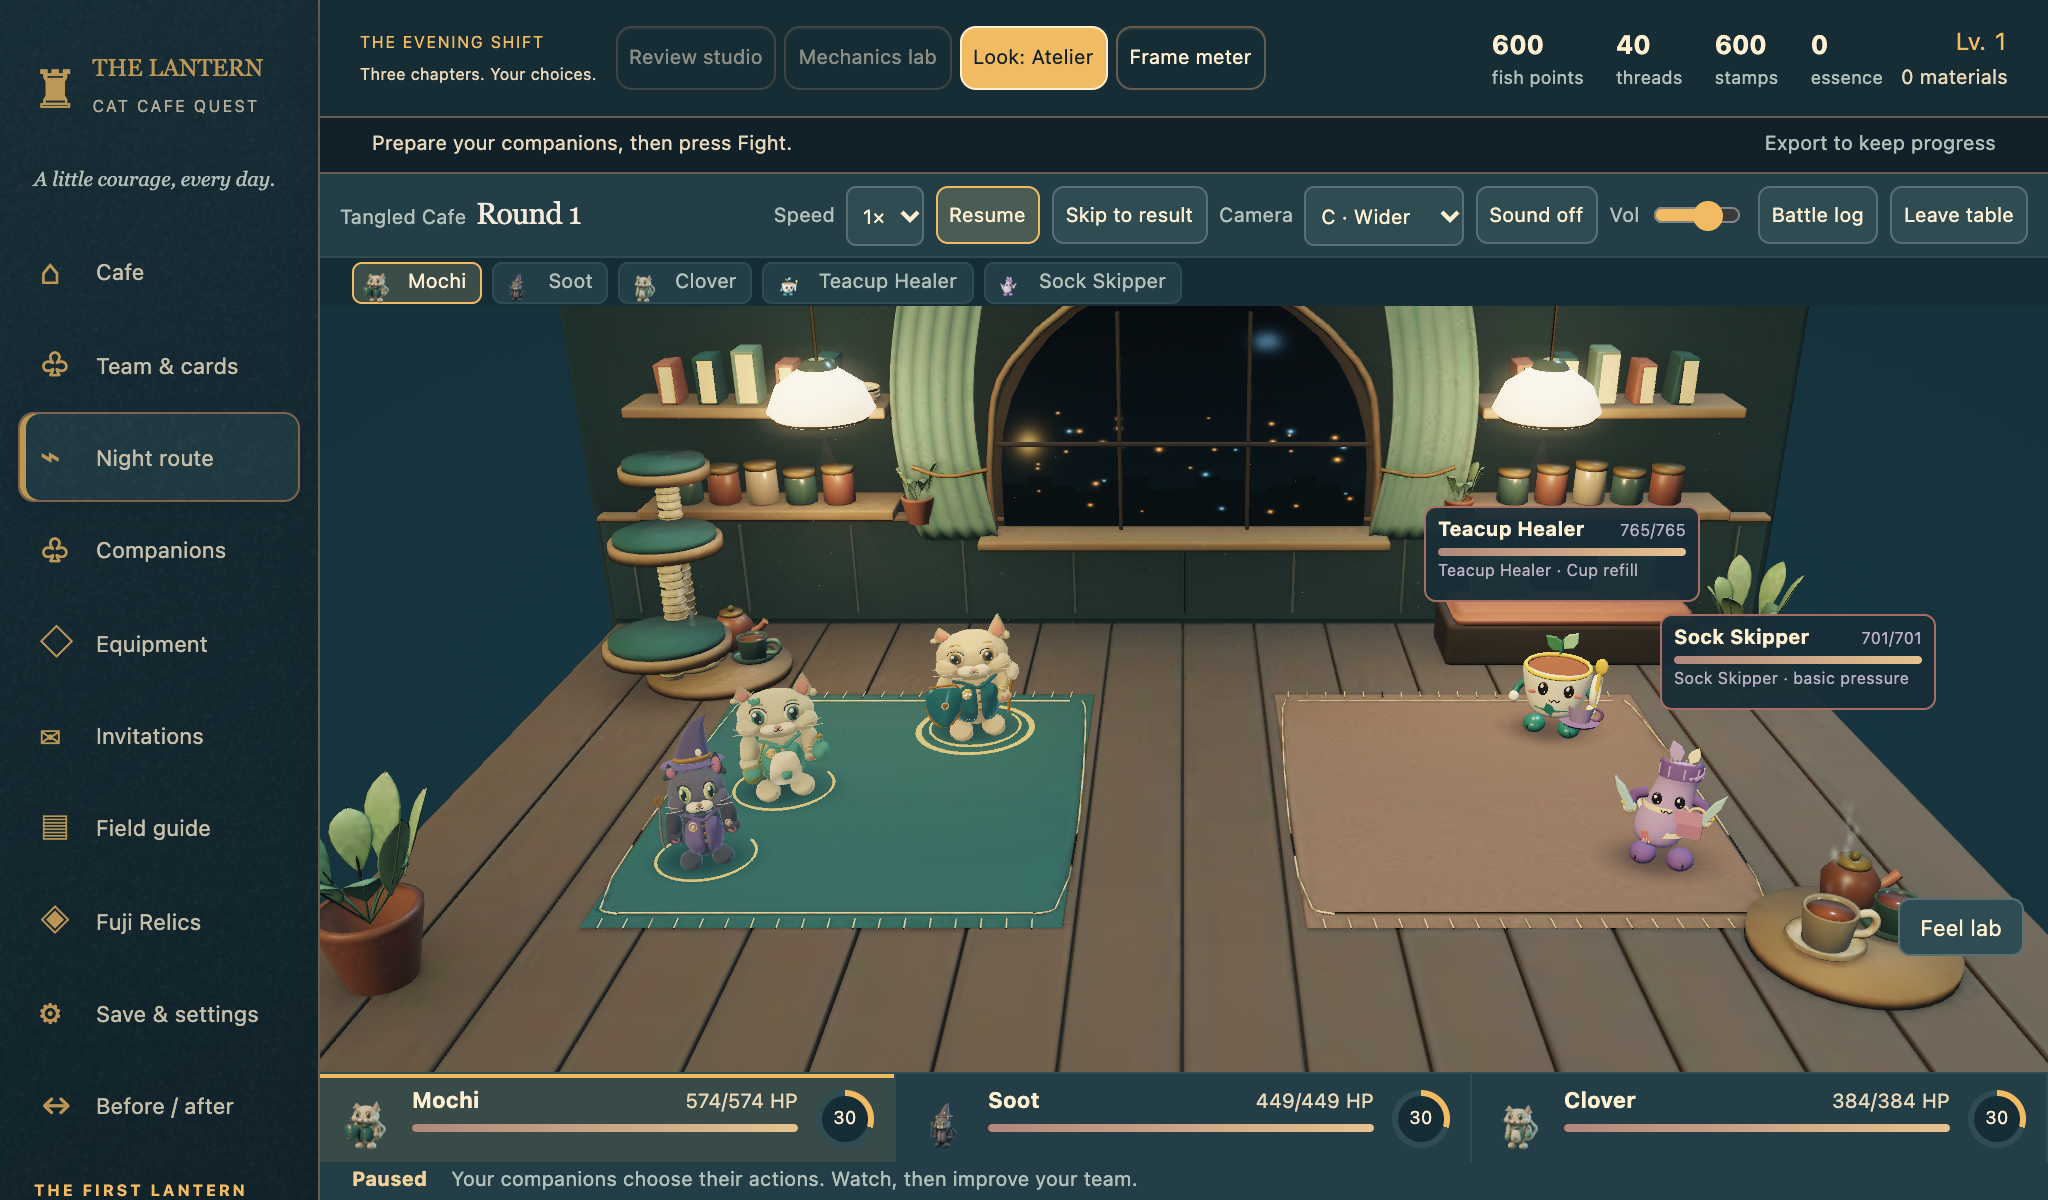 THE LANTERN
CAT CAFE QUEST
A little courage, every day.
Cafe
Team & cards
Night route
Companions
Equipment
Invitations
Field guide
Fuji Relics
Save & settings
Before / after
THE FIRST LANTERN
THE EVENING SHIFT
Three chapters. Your choices.
Review studio
Mechanics lab
Look: Atelier
Frame meter
600 fish points
40 threads
600 stamps
0 essence
Lv. 1
0 materials
Prepare your companions, then press Fight.
Export to keep progress
Tangled Cafe Round 1
Speed 1×
Resume
Skip to result
Camera C · Wider
Sound off
Vol
Battle log
Leave table
Mochi
Soot
Clover
Teacup Healer
Sock Skipper
Teacup Healer 765/765
Teacup Healer · Cup refill
Sock Skipper 701/701
Sock Skipper · basic pressure
Feel lab
Mochi 574/574 HP 30
Soot 449/449 HP 30
Clover 384/384 HP 30
Paused Your companions choose their actions. Watch, then improve your team.